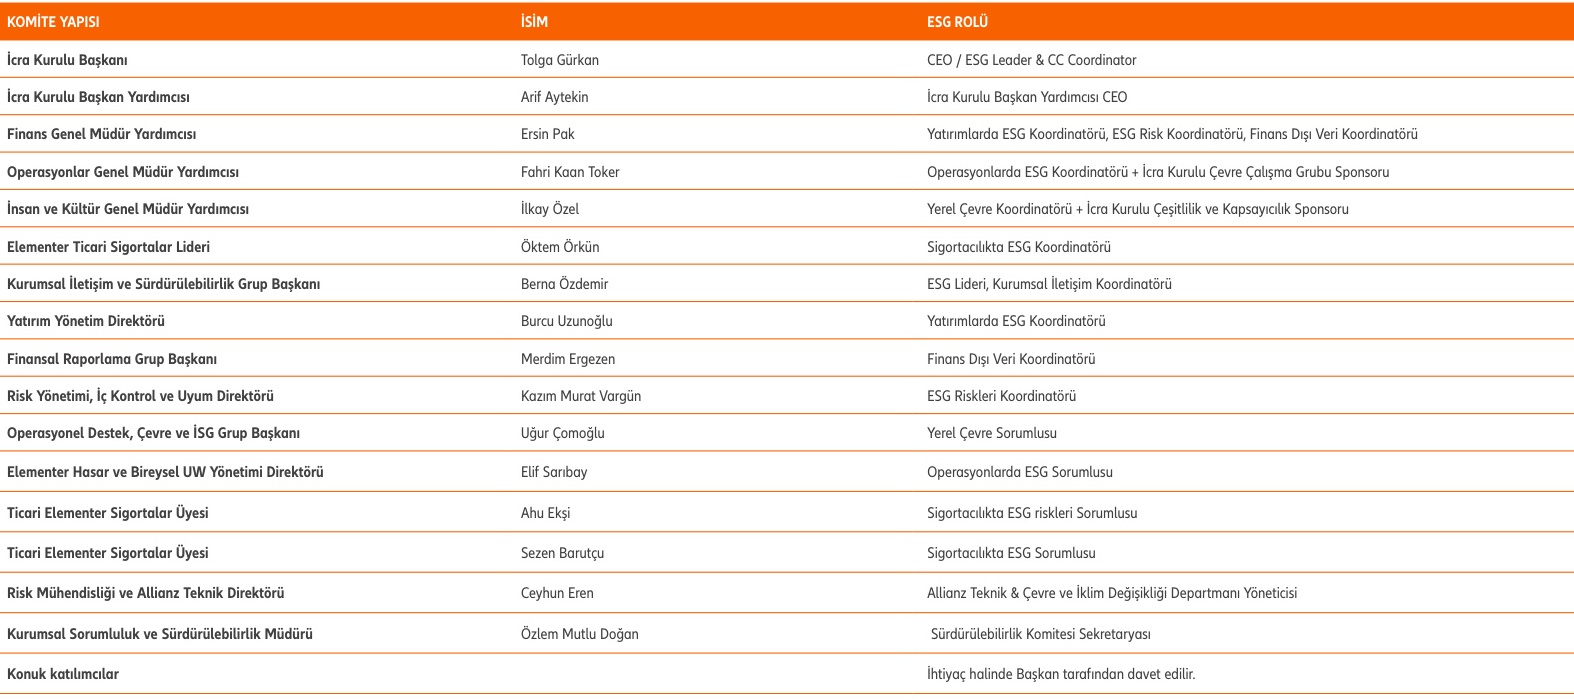 KOMİTE YAPISI İSİM ESG ROLÜ
İcra Kurulu Başkanı Tolga Gürkan CEO / ESG Leader & CC Coordinator
İcra Kurulu Başkan Yardımcısı Arif Aytekin İcra Kurulu Başkan Yardımcısı CEO
Finans Genel Müdür Yardımcısı Ersin Pak Yatırımlarda ESG Koordinatörü, ESG Risk Koordinatörü, Finans Dışı Veri Koordinatörü
Operasyonlar Genel Müdür Yardımcısı Fahri Kaan Toker Operasyonlarda ESG Koordinatörü + İcra Kurulu Çevre Çalışma Grubu Sponsoru
İnsan ve Kültür Genel Müdür Yardımcısı İlkay Özel Yerel Çevre Koordinatörü + İcra Kurulu Çeşitlilik ve Kapsayıcılık Sponsoru
Elementer Ticari Sigortalar Lideri Öktem Örkün Sigortacılıkta ESG Koordinatörü
Kurumsal İletişim ve Sürdürülebilirlik Grup Başkanı Berna Özdemir ESG Lideri, Kurumsal İletişim Koordinatörü
Yatırım Yönetim Direktörü Burcu Uzunoğlu Yatırımlarda ESG Koordinatörü
Finansal Raporlama Grup Başkanı Merdim Ergezen Finans Dışı Veri Koordinatörü
Risk Yönetimi, İç Kontrol ve Uyum Direktörü Kazım Murat Vargün ESG Riskleri Koordinatörü
Operasyonel Destek, Çevre ve İSG Grup Başkanı Uğur Çomoğlu Yerel Çevre Sorumlusu
Elementer Hasar ve Bireysel UW Yönetimi Direktörü Elif Sarıbay Operasyonlarda ESG Sorumlusu
Ticari Elementer Sigortalar Üyesi Ahu Ekşi Sigortacılıkta ESG riskleri Sorumlusu
Ticari Elementer Sigortalar Üyesi Sezen Barutçu Sigortacılıkta ESG Sorumlusu
Risk Mühendisliği ve Allianz Teknik Direktörü Ceyhun Eren Allianz Teknik & Çevre ve İklim Değişikliği Departmanı Yöneticisi
Kurumsal Sorumluluk ve Sürdürülebilirlik Müdürü Özlem Mutlu Doğan Sürdürülebilirlik Komitesi Sekretaryası
Konuk katılımcılar İhtiyaç halinde Başkan tarafından davet edilir.